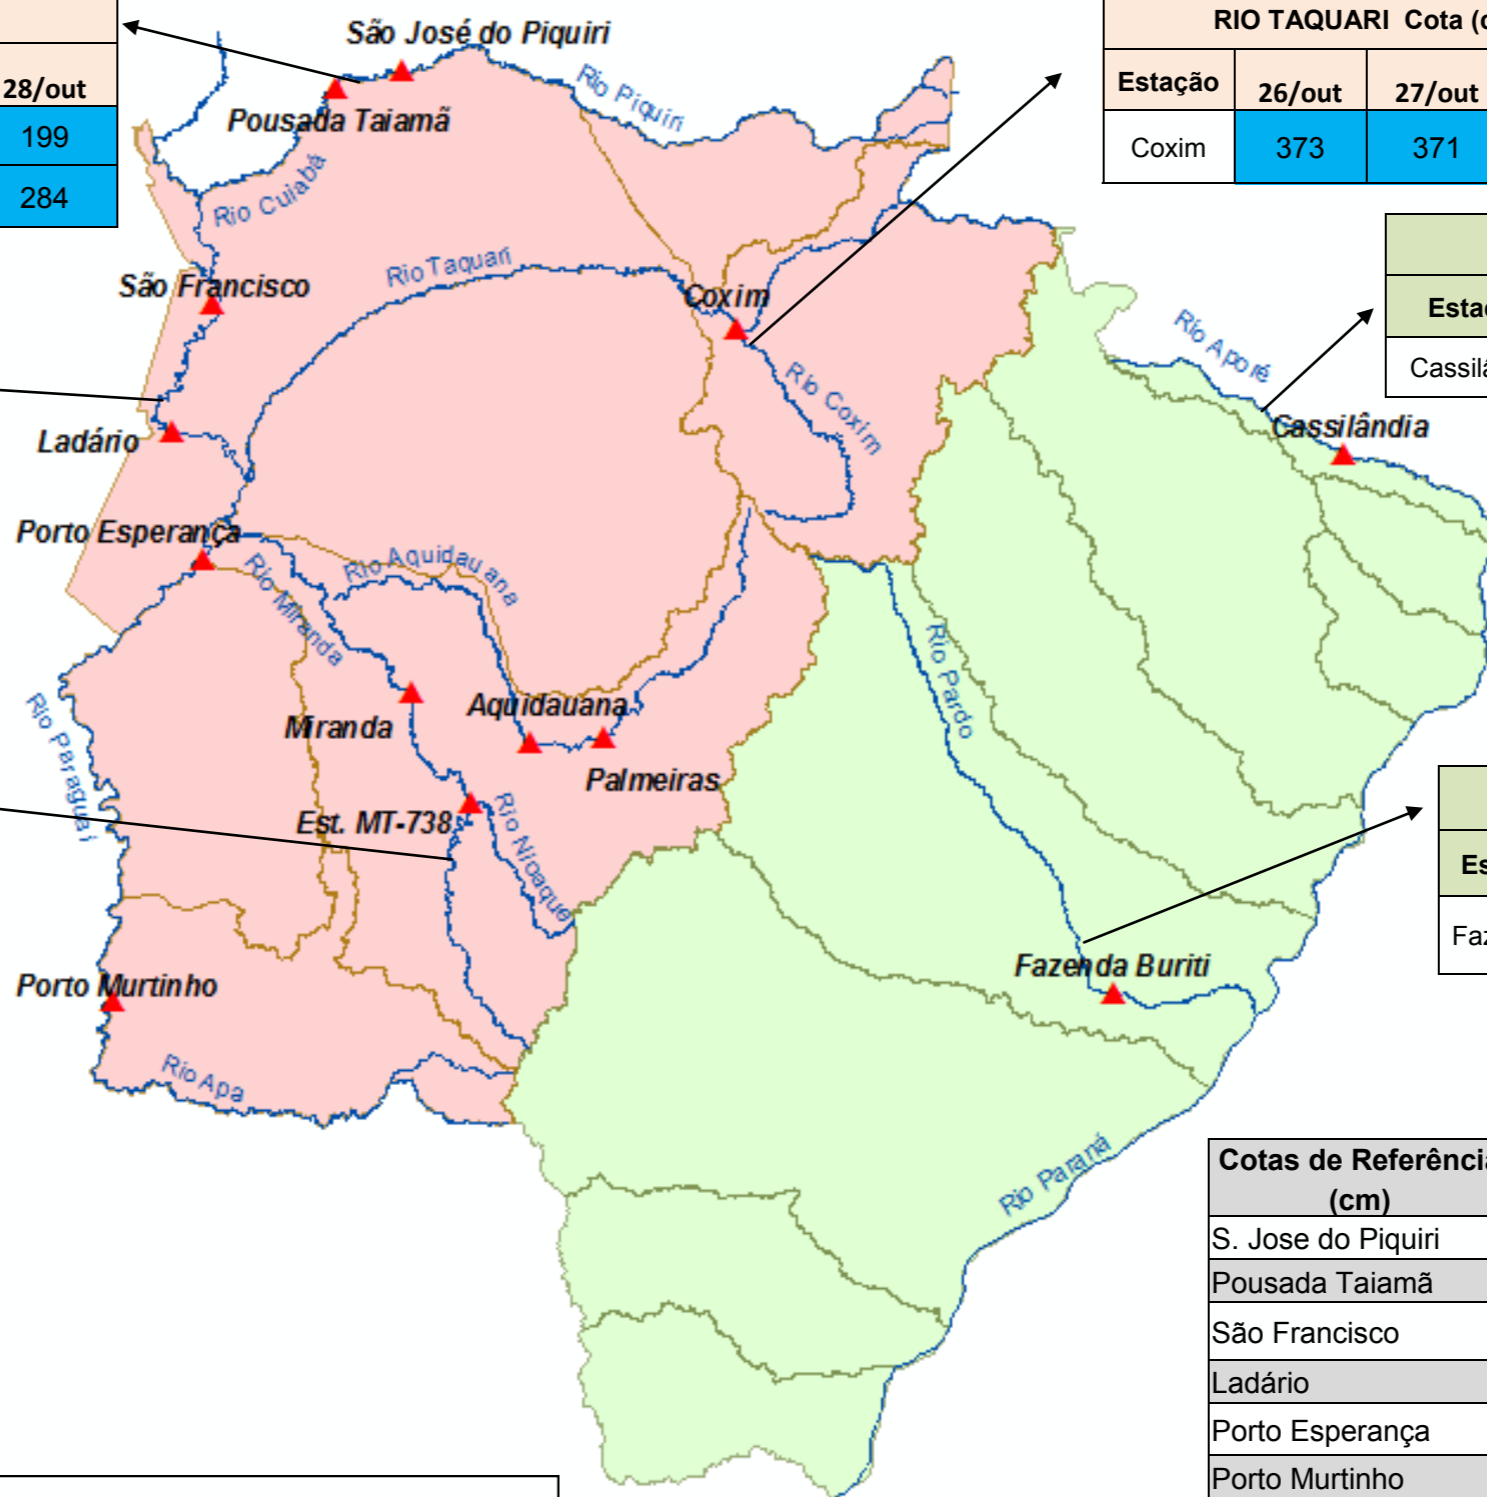 28/out
199
284
RIO TAQUARI Cota (c
Estação 26/out 27/out
Coxim 373 371
São José do Piquiri
Pousada Taiamã
Rio Piquiri
Rio Cuiabá
São Francisco
Rio Taquari
Coxim
Rio Coxim
Ladário
Rio Aporé
Cassilândia
Esta
Cassil
Porto Esperança
Rio Miranda
Rio Aquidauana
Rio Pardo
Rio Paraguai
Miranda
Aquidauana
Palmeiras
Est. MT-738
Rio Nioaque
Es
Faz
Fazenda Buriti
Porto Murtinho
Rio Apa
Rio Paraná
Cotas de Referência
(cm)
S. Jose do Piquiri
Pousada Taiamã
São Francisco
Ladário
Porto Esperança
Porto Murtinho